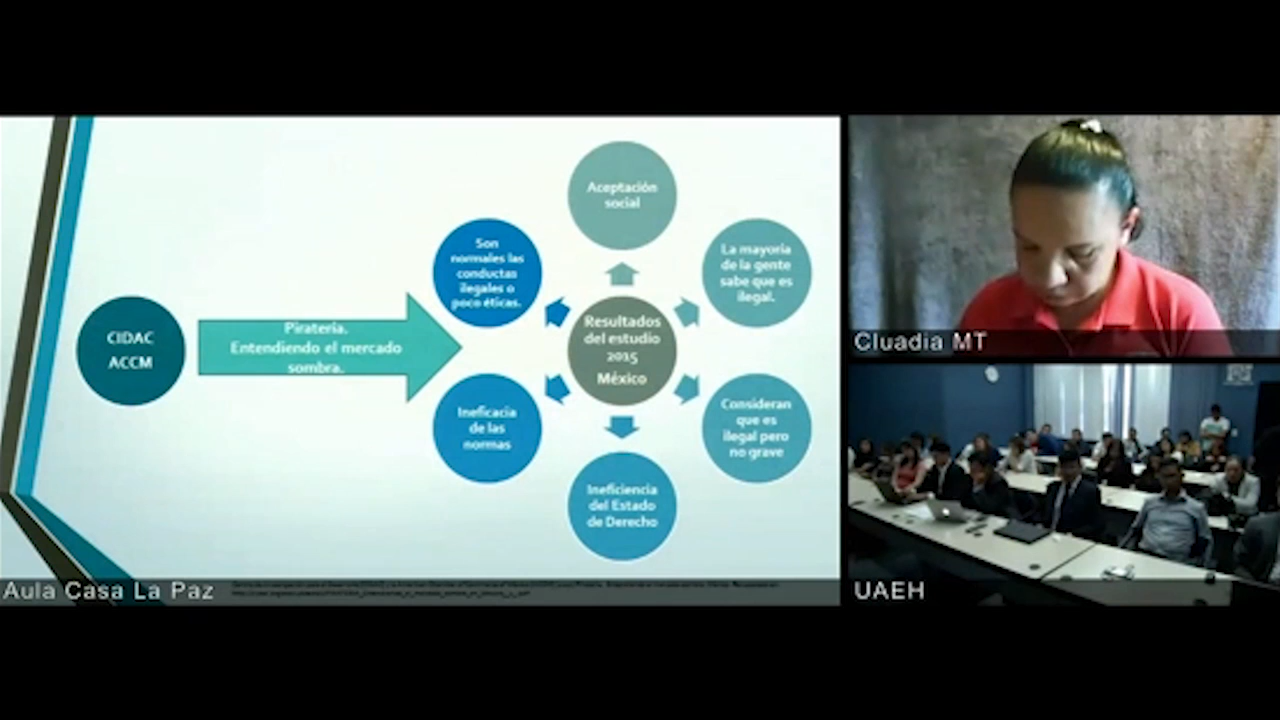 CIDAC
ACCM
Piratería.
Entendiendo el mercado
sombra.
Resultados
del estudio
2015
México
Aceptación
social
La mayoría
de la gente
sabe que es
ilegal.
Consideran
que es
ilegal pero
no grave
Ineficiencia
del Estado
de Derecho
Ineficacia
de las
normas
Son
normales las
conductas
ilegales o
poco éticas.
Aula Casa La Paz
Cluadia MT
UAEH